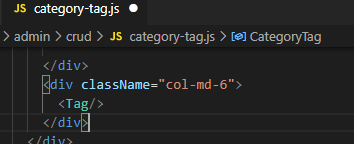 JS category-tag.js
admin > crud > JS category-tag.js > CategoryTag
</div>
<div className="col-md-6">
<Tag/>
</div>
</div>